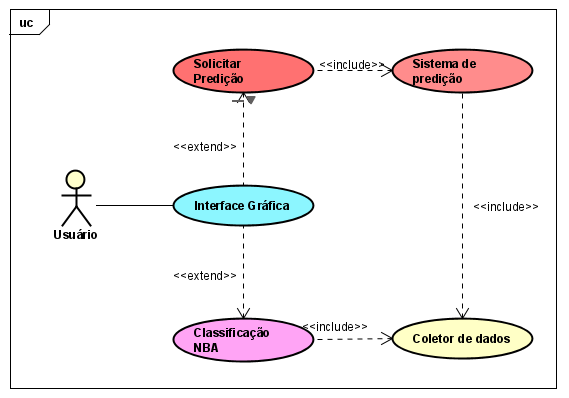 uc
Solicitar
Predição
<<include>>
Sistema de
predição
<<extend>>
Usuário
Interface Gráfica
<<include>>
<<extend>>
Classificação
NBA
<<include>>
Coletor de dados